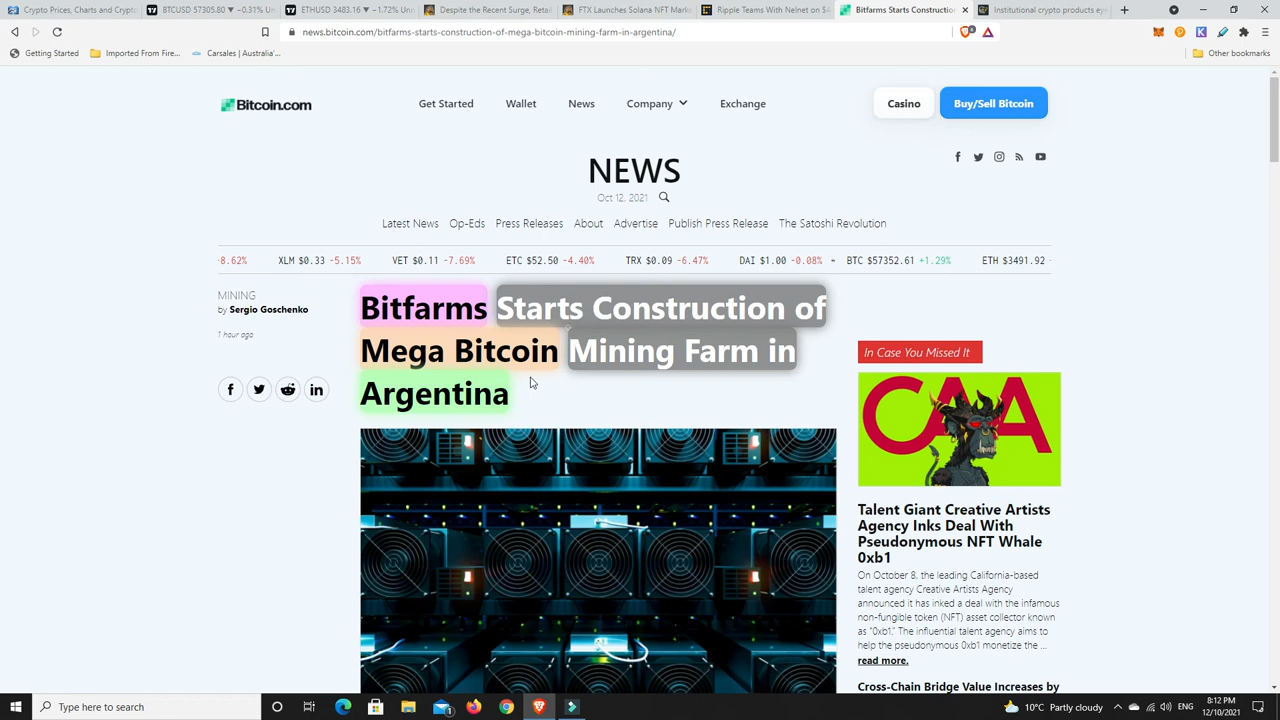 Crypto Prices, Charts and Crypto
BTCUSD 57305.80 ▼ −0.31% Un
ETHUSD 3483.16 ▼ −1.72% Un
Despite the Recent Surge, Retail
FTX Launches Solana NFT Mark
Ripple Teams With Nelnet on $4
Bitfarms Starts Constructio
Institutional crypto products eye
news.bitcoin.com/bitfarms-starts-construction-of-mega-bitcoin-mining-farm-in-argentina/
Getting Started
Imported From Fire...
Carsales | Australia'...
Other bookmarks
Bitcoin.com
Get Started
Wallet
News
Company
Exchange
Casino
Buy/Sell Bitcoin
NEWS
Oct 12, 2021
Latest News
Op-Eds
Press Releases
About
Advertise
Publish Press Release
The Satoshi Revolution
-8.62% XLM $0.33 -5.15% VET $0.11 -7.69% ETC $52.50 -4.40% TRX $0.09 -6.47% DAI $1.00 -0.08% BTC $57352.61 +1.29% ETH $3491.92
MINING
by Sergio Goschenko
1 hour ago
Bitfarms Starts Construction of
Mega Bitcoin Mining Farm in
Argentina
In Case You Missed It
CAA
Talent Giant Creative Artists
Agency Inks Deal With
Pseudonymous NFT Whale
0xb1
On October 8, the leading California-based
talent agency Creative Artists Agency
announced it has inked a deal with the infamous
non-fungible token (NFT) asset collector known
as "0xb1." The influential talent agency aims to
help the pseudonymous 0xb1 monetize the ...
read more.
Cross-Chain Bridge Value Increases by
Type here to search
10°C Partly cloudy
ENG
8:12 PM
12/10/2021